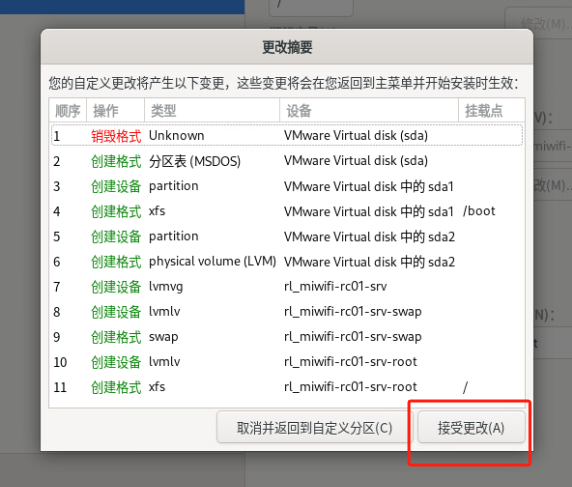 /
修改(M)...
更改摘要
您的自定义更改将产生以下变更，这些变更将会在您返回到主菜单并开始安装时生效：
顺序 操作 类型 设备 挂载点
1 销毁格式 Unknown VMware Virtual disk (sda)
2 创建格式 分区表 (MSDOS) VMware Virtual disk (sda)
3 创建设备 partition VMware Virtual disk 中的 sda1
4 创建格式 xfs VMware Virtual disk 中的 sda1 /boot
5 创建设备 partition VMware Virtual disk 中的 sda2
6 创建格式 physical volume (LVM) VMware Virtual disk 中的 sda2
7 创建设备 lvmvg rl_miwifi-rc01-srv
8 创建设备 lvmlv rl_miwifi-rc01-srv-swap
9 创建格式 swap rl_miwifi-rc01-srv-swap
10 创建设备 lvmlv rl_miwifi-rc01-srv-root
11 创建格式 xfs rl_miwifi-rc01-srv-root /
取消并返回到自定义分区(C) 接受更改(A)
V)：
miwifi
改(M)...
N)：
t